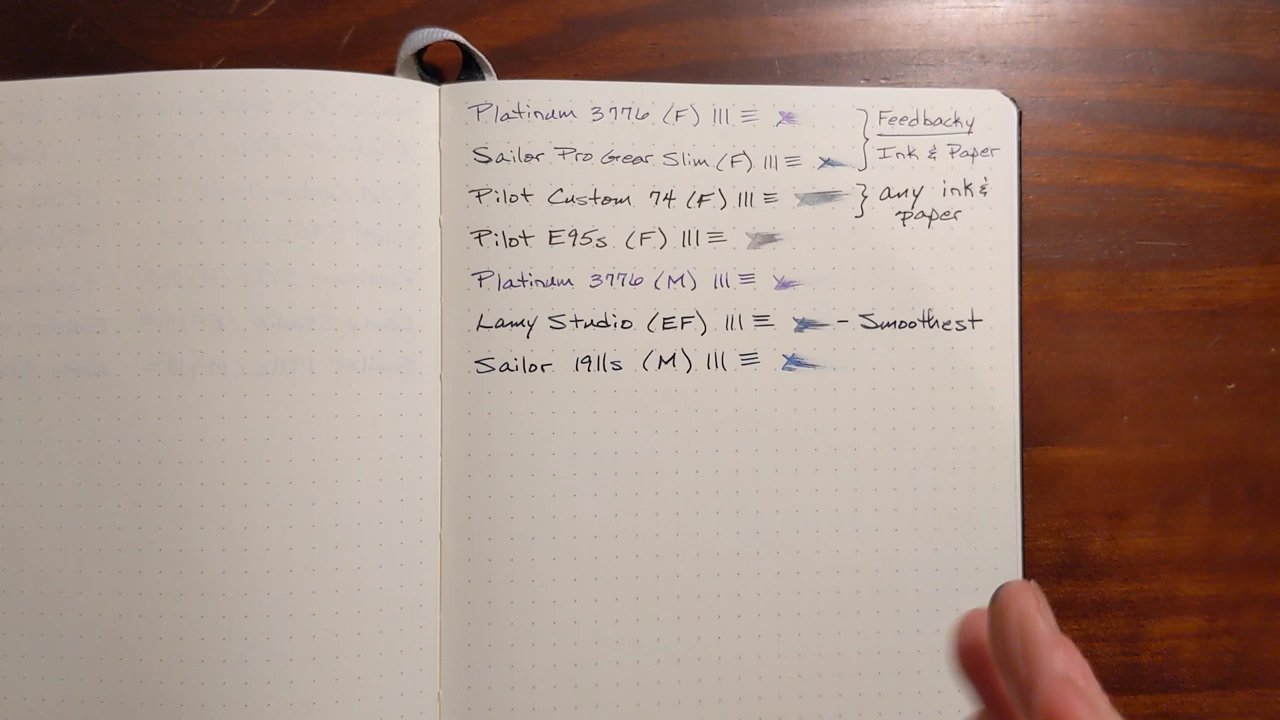 Platinum 3776 (F) ||| ≡ } Feedbacky
Sailor Pro Gear Slim (F) ||| ≡ Ink & Paper
Pilot Custom 74 (F) ||| ≡ } any ink &
paper
Pilot E95s (F) ||| ≡
Platinum 3776 (M) ||| ≡
Lamy Studio (EF) ||| ≡ - Smoothest
Sailor 1911s (M) ||| ≡